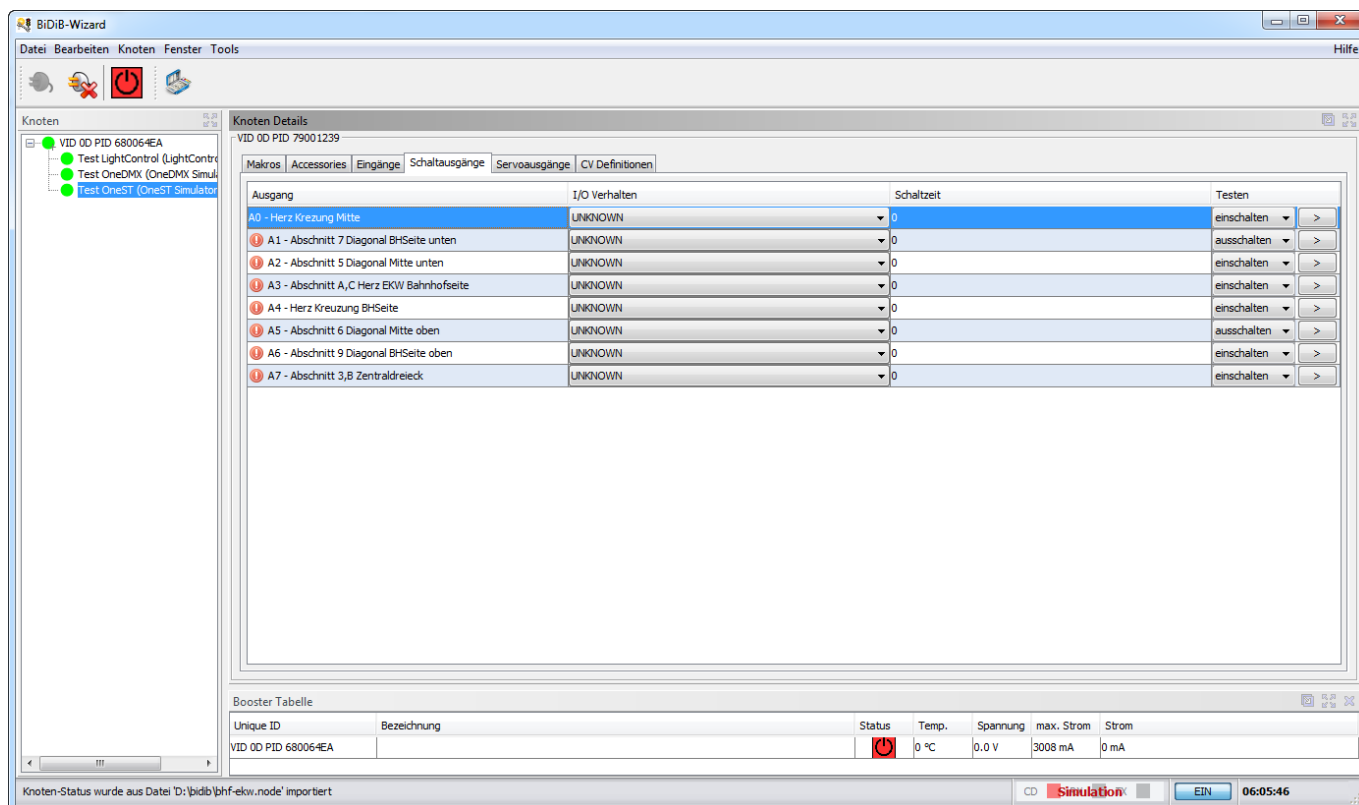 BiDiB-Wizard
Datei Bearbeiten Knoten Fenster Tools Hilfe
Knoten
VID 0D PID 680064EA
Test LightControl (LightContro
Test OneDMX (OneDMX Simul
Test OneST (OneST Simulator
Knoten Details
VID 0D PID 79001239
Makros Accessories Eingänge Schaltausgänge Servoausgänge CV Definitionen
Ausgang I/O Verhalten Schaltzeit Testen
A0 - Herz Krezung Mitte UNKNOWN 0 einschalten >
A1 - Abschnitt 7 Diagonal BHSeite unten UNKNOWN 0 ausschalten >
A2 - Abschnitt 5 Diagonal Mitte unten UNKNOWN 0 einschalten >
A3 - Abschnitt A,C Herz EKW Bahnhofseite UNKNOWN 0 einschalten >
A4 - Herz Kreuzung BHSeite UNKNOWN 0 einschalten >
A5 - Abschnitt 6 Diagonal Mitte oben UNKNOWN 0 ausschalten >
A6 - Abschnitt 9 Diagonal BHSeite oben UNKNOWN 0 einschalten >
A7 - Abschnitt 3,B Zentraldreieck UNKNOWN 0 einschalten >
Booster Tabelle
Unique ID Bezeichnung Status Temp. Spannung max. Strom Strom
VID 0D PID 680064EA 0 °C 0.0 V 3008 mA 0 mA
Knoten-Status wurde aus Datei 'D:\bidib\bhf-ekw.node' importiert CD Simulation EIN 06:05:46